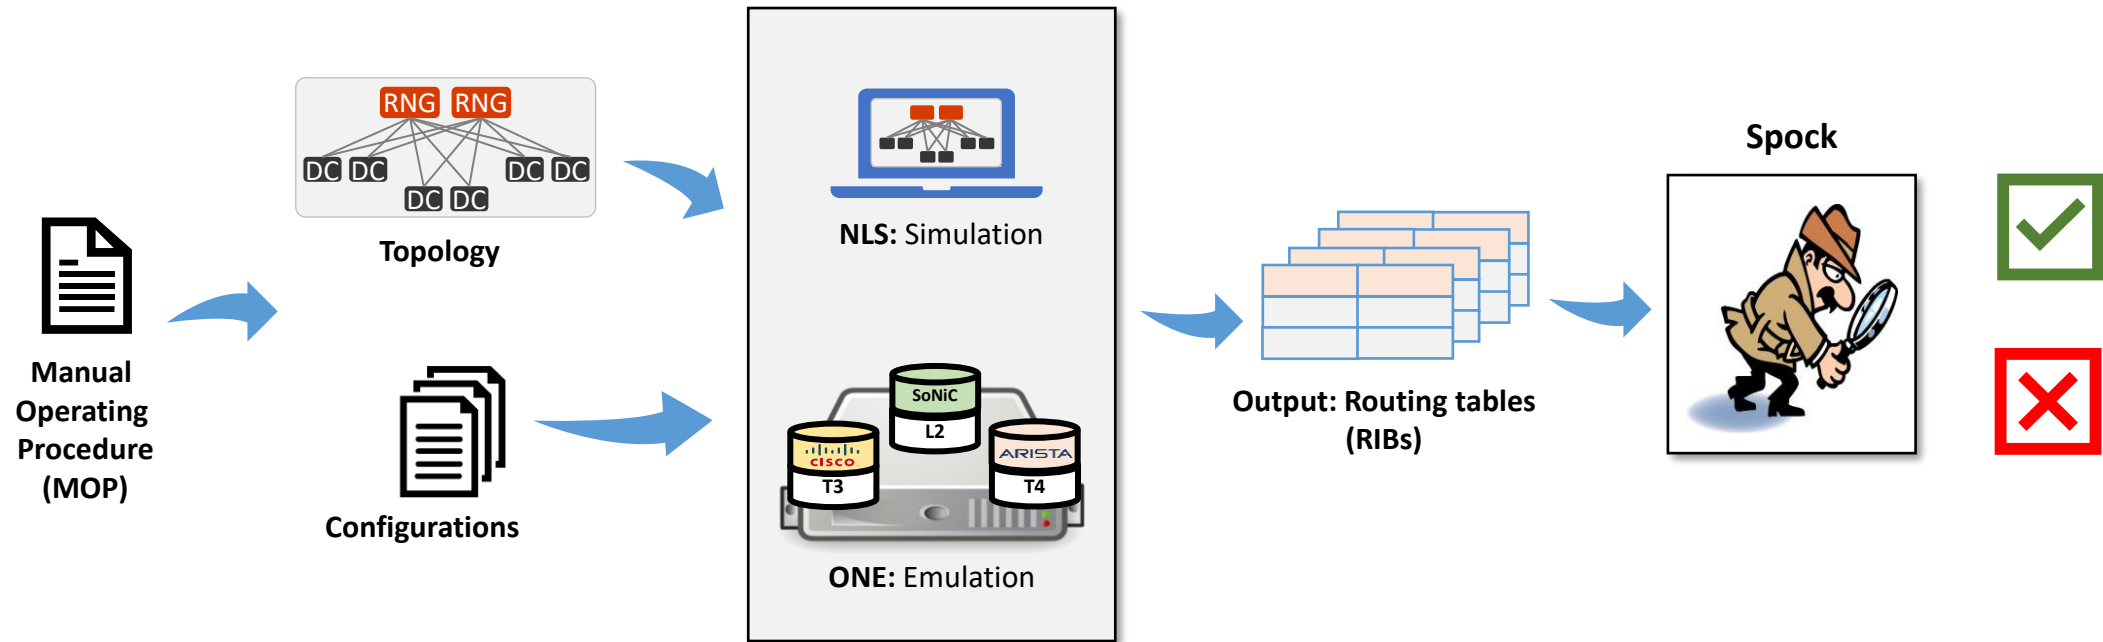 Manual
Operating
Procedure
(MOP)
RNG RNG
DC DC DC DC
DC DC
Topology
Configurations
NLS: Simulation
SoNiC
L2
CISCO
T3
ARISTA
T4
ONE: Emulation
Output: Routing tables
(RIBs)
Spock